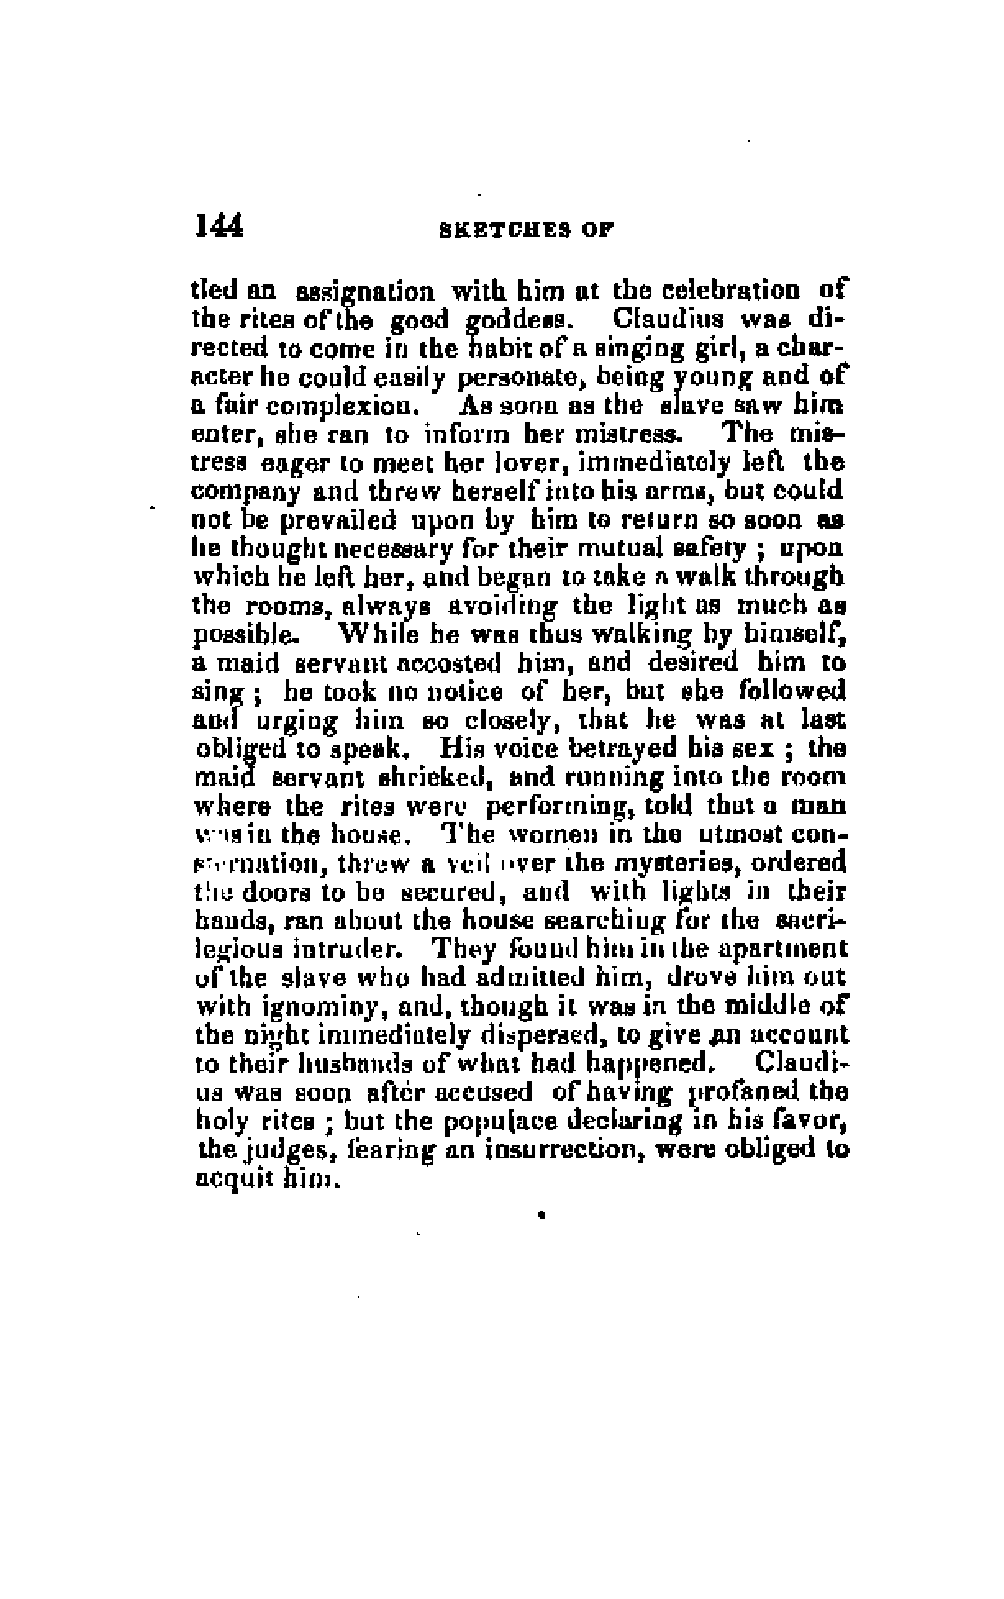 144 SKETCHES OF
tled an assignation with him at the celebration of
the rites of the good goddess. Claudius was di-
rected to come in the habit of a singing girl, a char-
acter he could easily personate, being young and of
a fair complexion. As soon as the slave saw him
enter, she ran to inform her mistress. The mis-
tress eager to meet her lover, immediately left the
company and threw herself into his arms, but could
not be prevailed upon by him to return so soon as
he thought necessary for their mutual safety ; upon
which he left her, and began to take a walk through
the rooms, always avoiding the light as much as
possible. While he was thus walking by himself,
a maid servant accosted him, and desired him to
sing ; he took no notice of her, but she followed
and urging him so closely, that he was at last
obliged to speak. His voice betrayed his sex ; the
maid servant shrieked, and running into the room
where the rites were performing, told that a man
was in the house. The women in the utmost con-
sternation, threw a veil over the mysteries, ordered
the doors to be secured, and with lights in their
hands, ran about the house searching for the sacri-
legious intruder. They found him in the apartment
of the slave who had admitted him, drove him out
with ignominy, and, though it was in the middle of
the night immediately dispersed, to give an account
to their husbands of what had happened. Claudi-
us was soon after accused of having profaned the
holy rites ; but the populace declaring in his favor,
the judges, fearing an insurrection, were obliged to
acquit him.